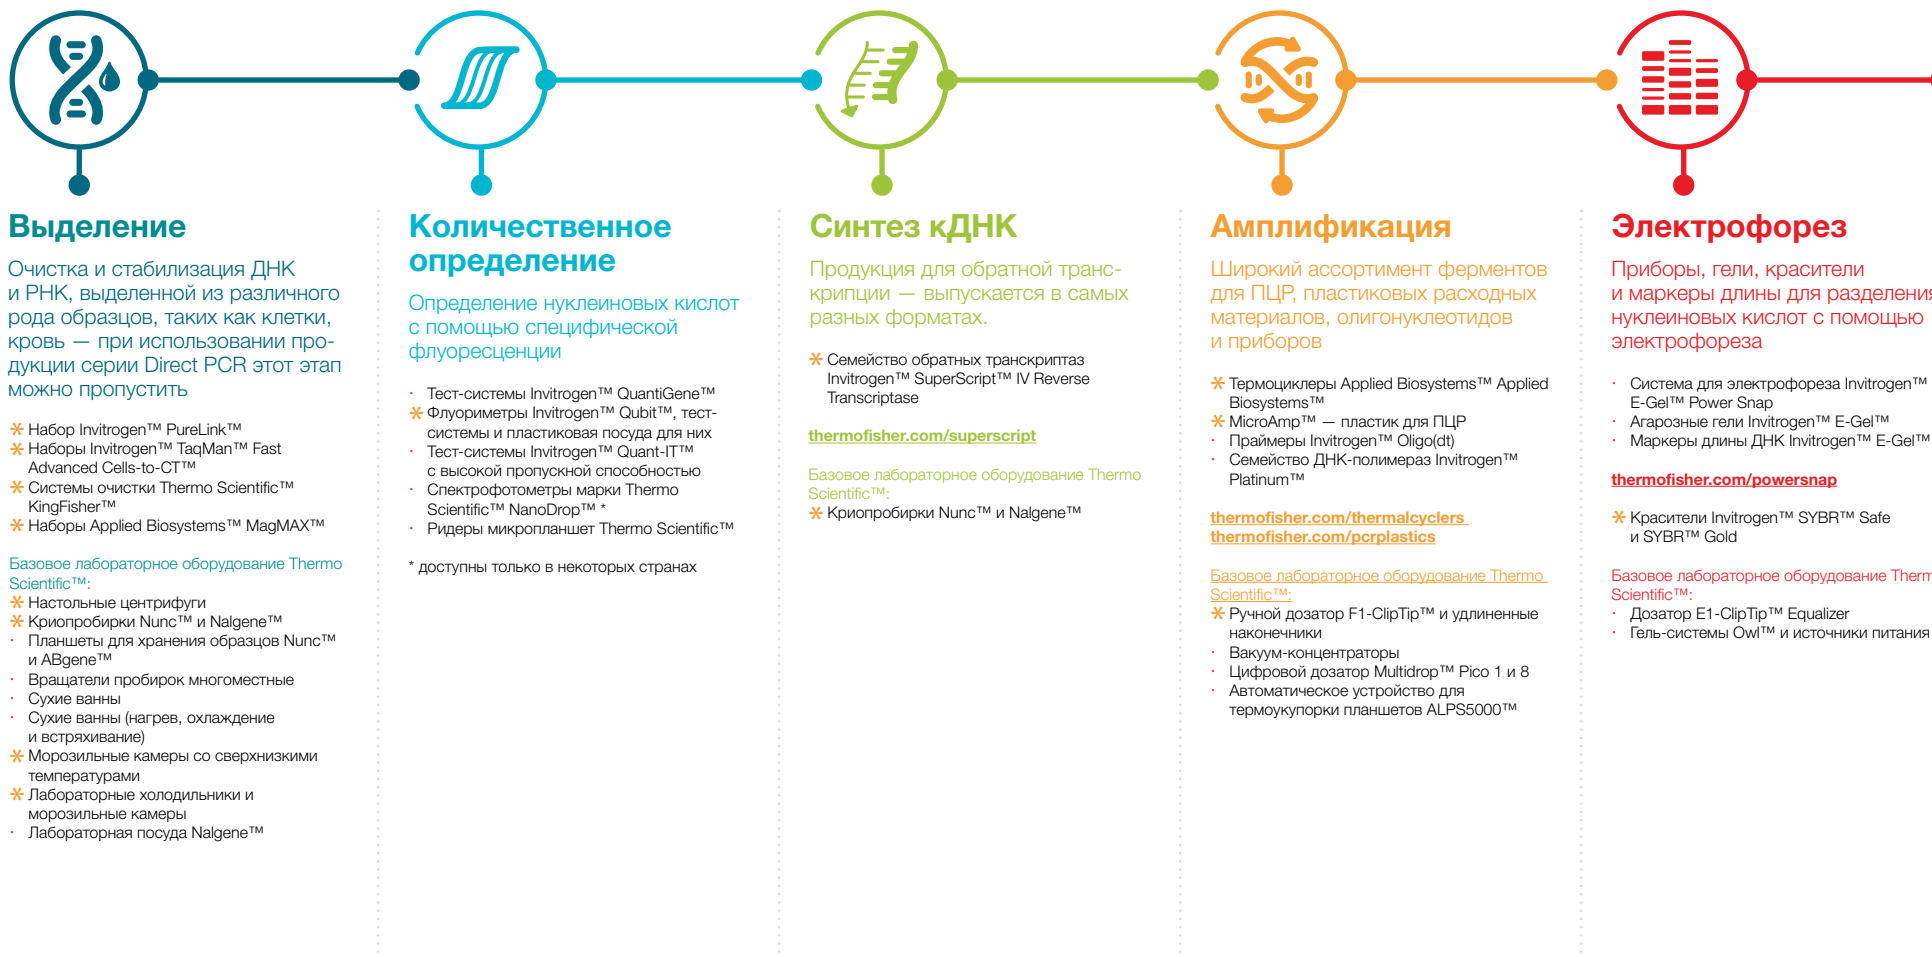 Выделение
Очистка и стабилизация ДНК
и РНК, выделенной из различного
рода образцов, таких как клетки,
кровь — при использовании про-
дукции серии Direct PCR этот этап
можно пропустить
* Набор Invitrogen™ PureLink™
* Наборы Invitrogen™ TaqMan™ Fast
Advanced Cells-to-CT™
* Системы очистки Thermo Scientific™
KingFisher™
* Наборы Applied Biosystems™ MagMAX™
Базовое лабораторное оборудование Thermo
Scientific™:
* Настольные центрифуги
* Криопробирки Nunc™ и Nalgene™
· Планшеты для хранения образцов Nunc™
и ABgene™
· Вращатели пробирок многоместные
· Сухие ванны
· Сухие ванны (нагрев, охлаждение
и встряхивание)
* Морозильные камеры со сверхнизкими
температурами
* Лабораторные холодильники и
морозильные камеры
· Лабораторная посуда Nalgene™
Количественное
определение
Определение нуклеиновых кислот
с помощью специфической
флуоресценции
· Тест-системы Invitrogen™ QuantiGene™
* Флуориметры Invitrogen™ Qubit™, тест-
системы и пластиковая посуда для них
· Тест-системы Invitrogen™ Quant-IT™
с высокой пропускной способностью
· Спектрофотометры марки Thermo
Scientific™ NanoDrop™ *
· Ридеры микропланшет Thermo Scientific™
* доступны только в некоторых странах
Синтез кДНК
Продукция для обратной транс-
крипции — выпускается в самых
разных форматах.
* Семейство обратных транскриптаз
Invitrogen™ SuperScript™ IV Reverse
Transcriptase
thermofisher.com/superscript
Базовое лабораторное оборудование Thermo
Scientific™:
* Криопробирки Nunc™ и Nalgene™
Амплификация
Широкий ассортимент ферментов
для ПЦР, пластиковых расходных
материалов, олигонуклеотидов
и приборов
* Термоциклеры Applied Biosystems™ Applied
Biosystems™
* MicroAmp™ — пластик для ПЦР
· Праймеры Invitrogen™ Oligo(dt)
· Семейство ДНК-полимераз Invitrogen™
Platinum™
thermofisher.com/thermalcyclers
thermofisher.com/pcrplastics
Базовое лабораторное оборудование Thermo
Scientific™:
* Ручной дозатор F1-ClipTip™ и удлиненные
наконечники
· Вакуум-концентраторы
· Цифровой дозатор Multidrop™ Pico 1 и 8
· Автоматическое устройство для
термоукупорки планшетов ALPS5000™
Электрофорез
Приборы, гели, красители
и маркеры длины для разделения
нуклеиновых кислот с помощью
электрофореза
· Система для электрофореза Invitrogen™
E-Gel™ Power Snap
· Агарозные гели Invitrogen™ E-Gel™
· Маркеры длины ДНК Invitrogen™ E-Gel™
thermofisher.com/powersnap
* Красители Invitrogen™ SYBR™ Safe
и SYBR™ Gold
Базовое лабораторное оборудование Therm
Scientific™:
· Дозатор E1-ClipTip™ Equalizer
· Гель-системы Owl™ и источники питания